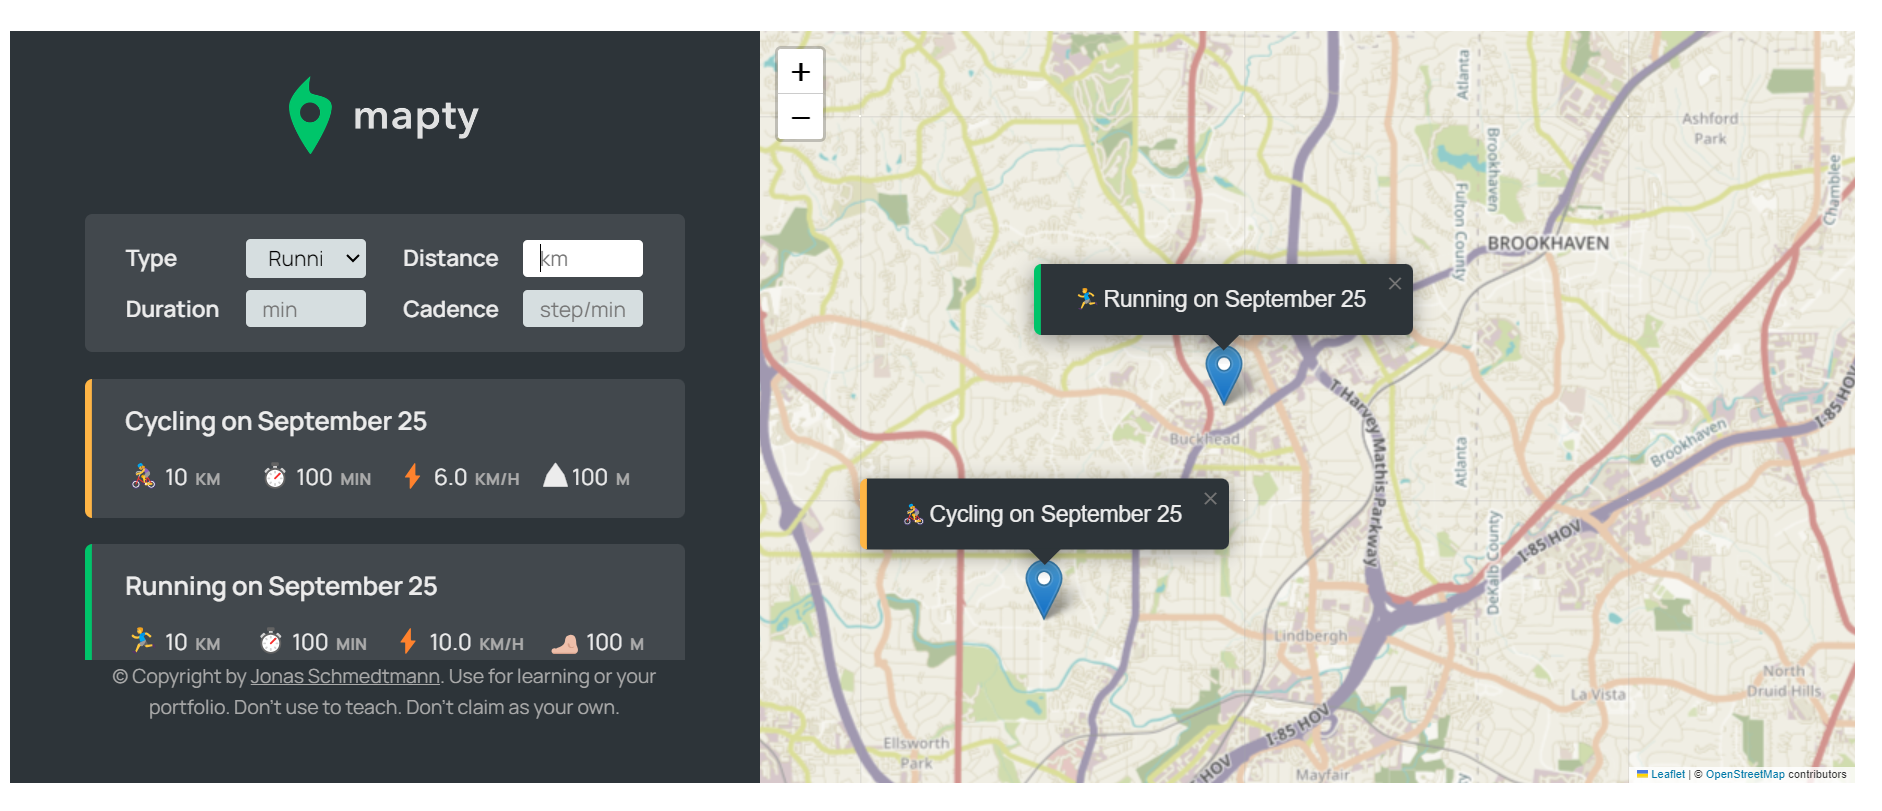 mapty
Type Runni Distance km
Duration min Cadence step/min
Cycling on September 25
10 KM 100 MIN 6.0 KM/H 100 M
Running on September 25
10 KM 100 MIN 10.0 KM/H 100 M
© Copyright by Jonas Schmedtmann. Use for learning or your
portfolio. Don't use to teach. Don't claim as your own.
+
−
Atlanta
Ashford
Park
Brookhaven
Fulton County
Chamblee
BROOKHAVEN
Running on September 25 ×
T Harvey Mathis Parkway
I-85 HOV
Buckhead
Brookhaven
Atlanta
Cycling on September 25 ×
DeKalb County
I-85 HOV
Lindbergh
North
Druid Hills
La Vista
I-85 HOV
Ellsworth
Park
HOV
Mayfair
Leaflet | © OpenStreetMap contributors